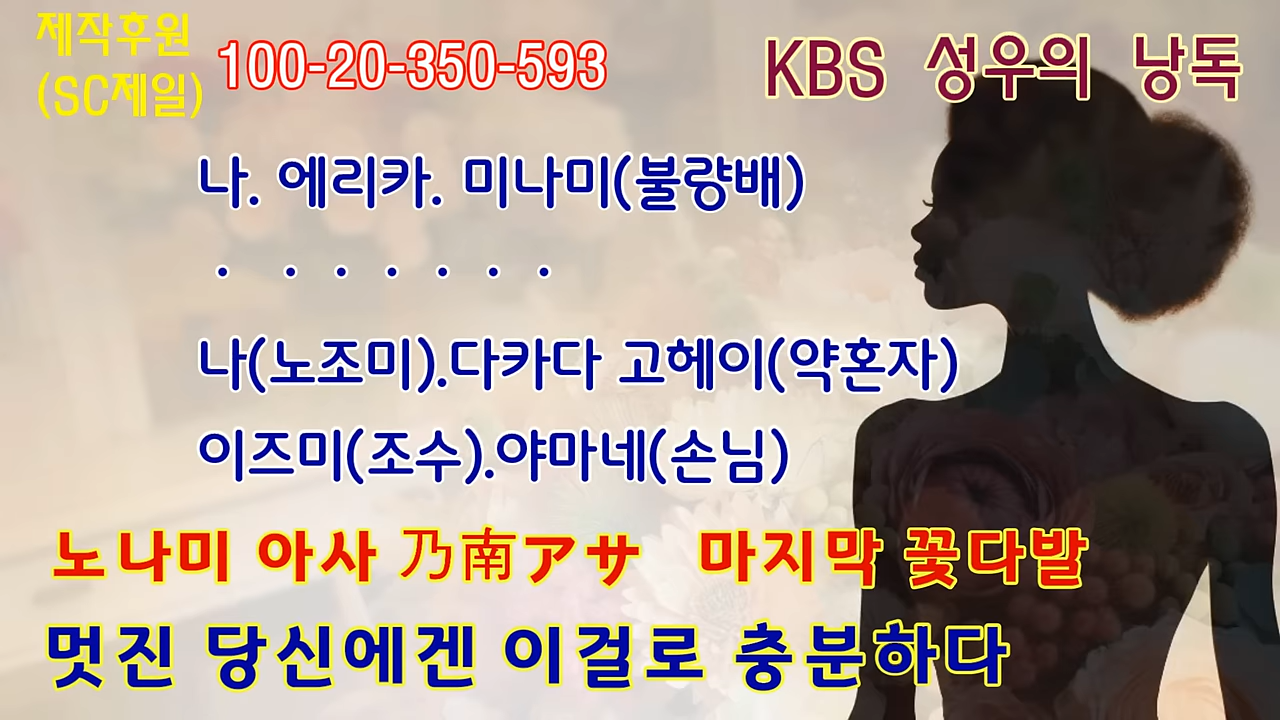 제작후원
(SC제일)
100-20-350-593
KBS 성우의 낭독
나. 에리카. 미나미(불량배)
· · · · · · ·
나(노조미).다카다 고헤이(약혼자)
이즈미(조수).야마네(손님)
노나미 아사 乃南アサ 마지막 꽃다발
멋진 당신에겐 이걸로 충분하다